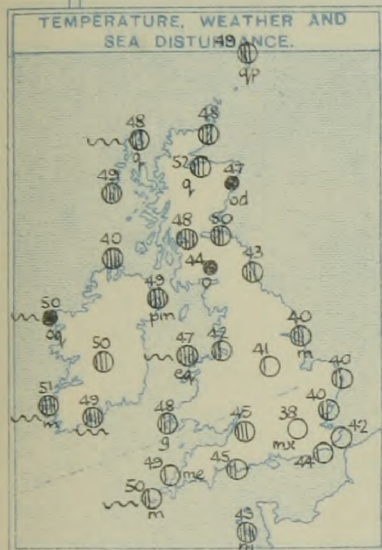 TEMPERATURE, WEATHER AND
SEA DISTURBANCE.
49
qp
48 48
q
52 47
q od
49
48 50
40 44 43
o
49
pm
50 40
oq m
50 47 42 41
eq
40
51 49 40
m
48 45 38 42
g mx
44
49 me 45
50
m
45